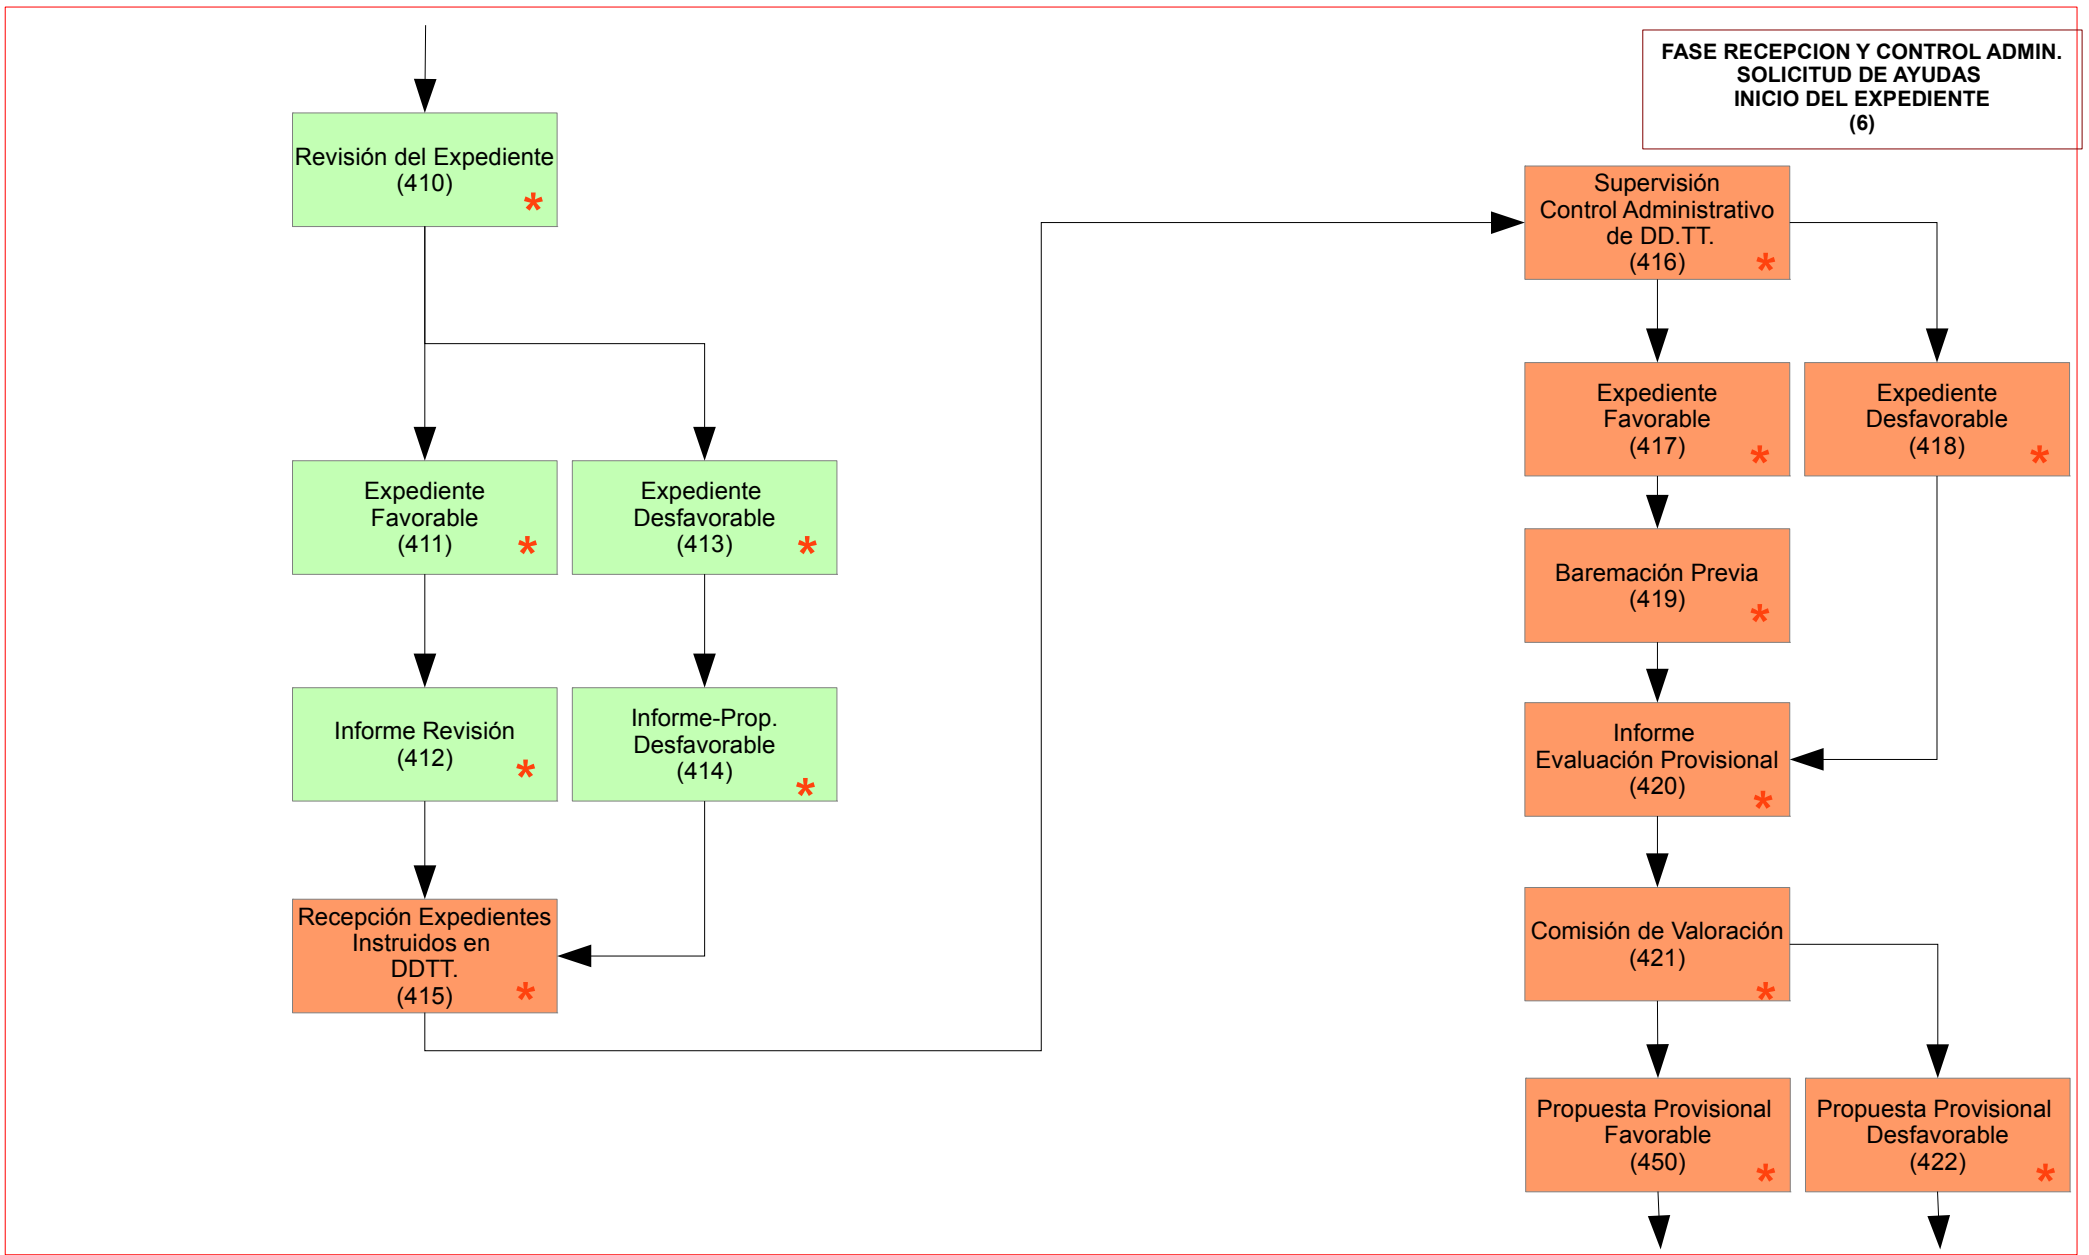 FASE RECEPCION Y CONTROL ADMIN.
SOLICITUD DE AYUDAS
INICIO DEL EXPEDIENTE
(6)
Revisión del Expediente
(410)
*
Expediente
Favorable
(411)
*
Expediente
Desfavorable
(413)
*
Informe Revisión
(412)
*
Informe-Prop.
Desfavorable
(414)
*
Recepción Expedientes
Instruidos en
DDTT.
(415)
*
Supervisión
Control Administrativo
de DD.TT.
(416)
*
Expediente
Favorable
(417)
*
Expediente
Desfavorable
(418)
*
Baremación Previa
(419)
*
Informe
Evaluación Provisional
(420)
*
Comisión de Valoración
(421)
*
Propuesta Provisional
Favorable
(450)
*
Propuesta Provisional
Desfavorable
(422)
*